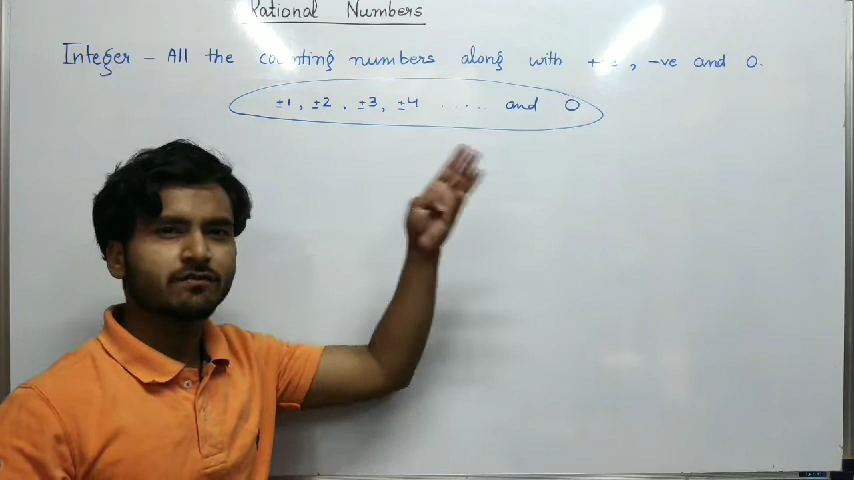 Rational Numbers
Integer - All the counting numbers along with + , -ve and 0.
±1, ±2, ±3, ±4 ..... and 0